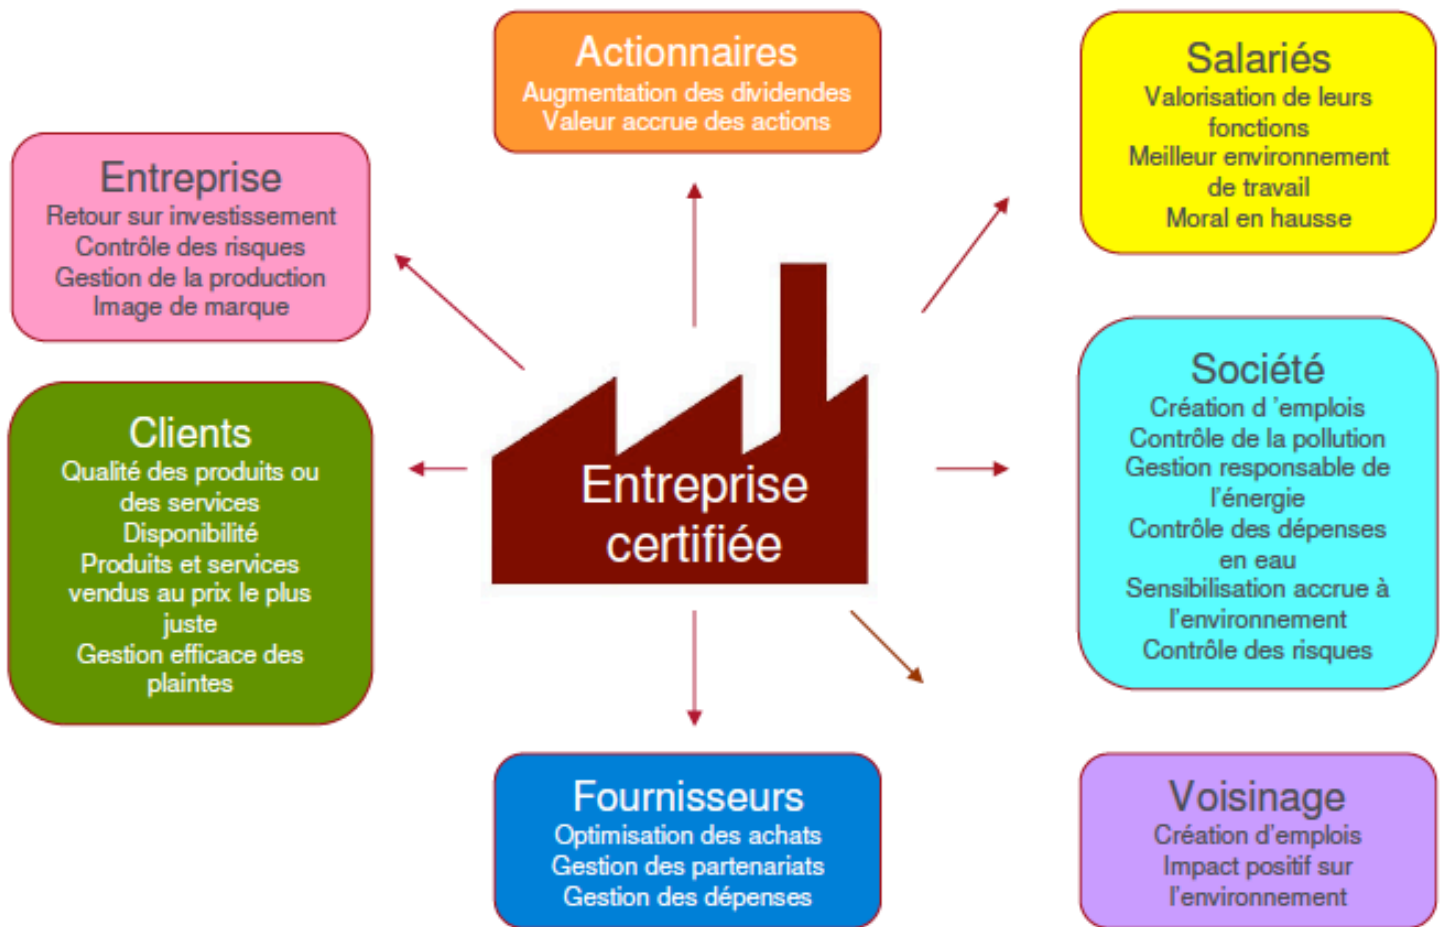 Actionnaires
Augmentation des dividendes
Valeur accrue des actions
Salariés
Valorisation de leurs
fonctions
Meilleur environnement
de travail
Moral en hausse
Entreprise
Retour sur investissement
Contrôle des risques
Gestion de la production
Image de marque
Société
Création d ’emplois
Contrôle de la pollution
Gestion responsable de
l’énergie
Contrôle des dépenses
en eau
Sensibilisation accrue à
l’environnement
Contrôle des risques
Clients
Qualité des produits ou
des services
Disponibilité
Produits et services
vendus au prix le plus
juste
Gestion efficace des
plaintes
Entreprise
certifiée
Fournisseurs
Optimisation des achats
Gestion des partenariats
Gestion des dépenses
Voisinage
Création d’emplois
Impact positif sur
l’environnement